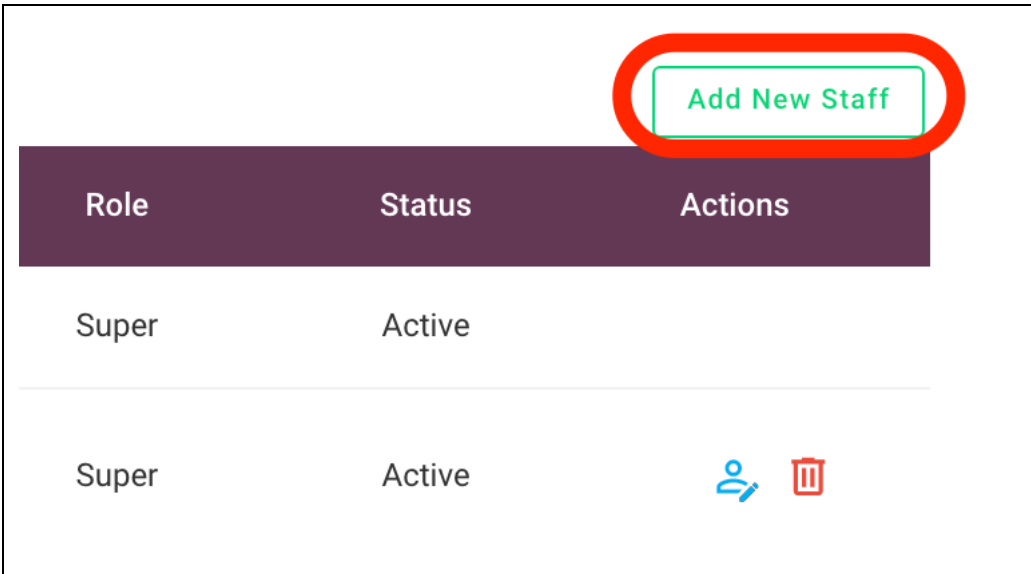 Add New Staff
Role Status Actions
Super Active
Super Active